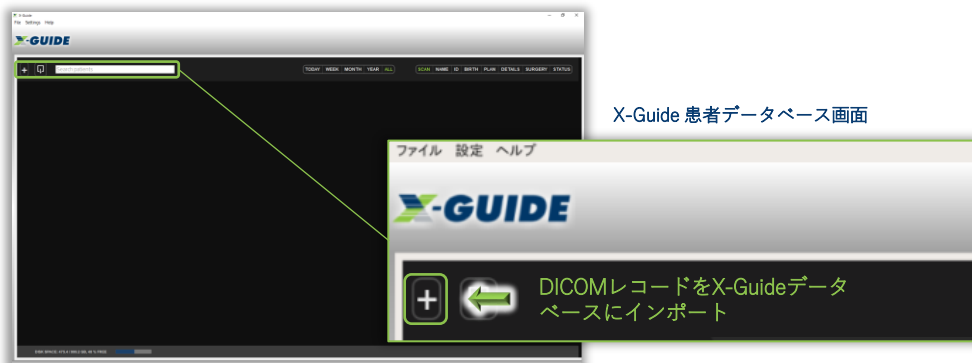 X-Guide
File Settings Help
X-GUIDE
+
Search patients
TODAY WEEK MONTH YEAR ALL
SCAN NAME ID BIRTH PLAN DETAILS SURGERY STATUS
X-Guide 患者データベース画面
ファイル 設定 ヘルプ
X-GUIDE
+
DICOMレコードをX-Guideデータ
ベースにインポート